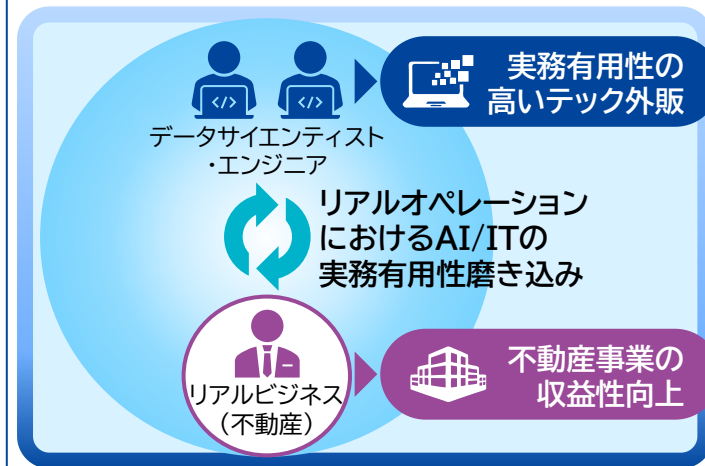 </>
</>
実務有用性の
高いテック外販
データサイエンティスト
・エンジニア
リアルオペレーション
におけるAI/ITの
実務有用性磨き込み
リアルビジネス
（不動産）
不動産事業の
収益性向上